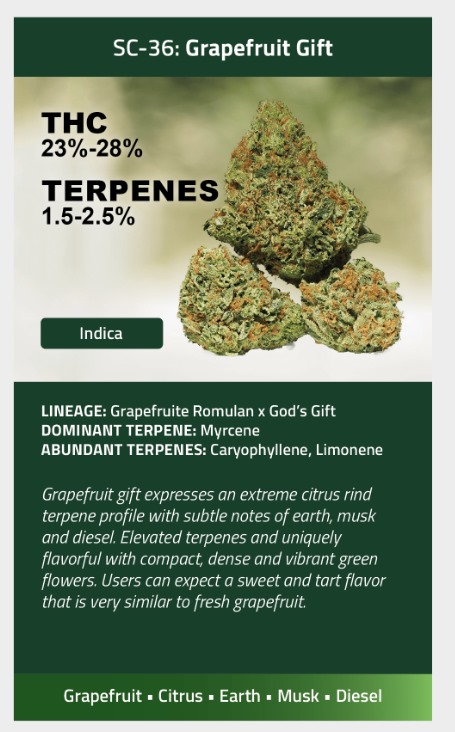 SC-36: Grapefruit Gift
THC
23%-28%
TERPENES
1.5-2.5%
Indica
LINEAGE: Grapefruite Romulan x God's Gift
DOMINANT TERPENE: Myrcene
ABUNDANT TERPENES: Caryophyllene, Limonene
Grapefruit gift expresses an extreme citrus rind
terpene profile with subtle notes of earth, musk
and diesel. Elevated terpenes and uniquely
flavorful with compact, dense and vibrant green
flowers. Users can expect a sweet and tart flavor
that is very similar to fresh grapefruit.
Grapefruit • Citrus • Earth • Musk • Diesel